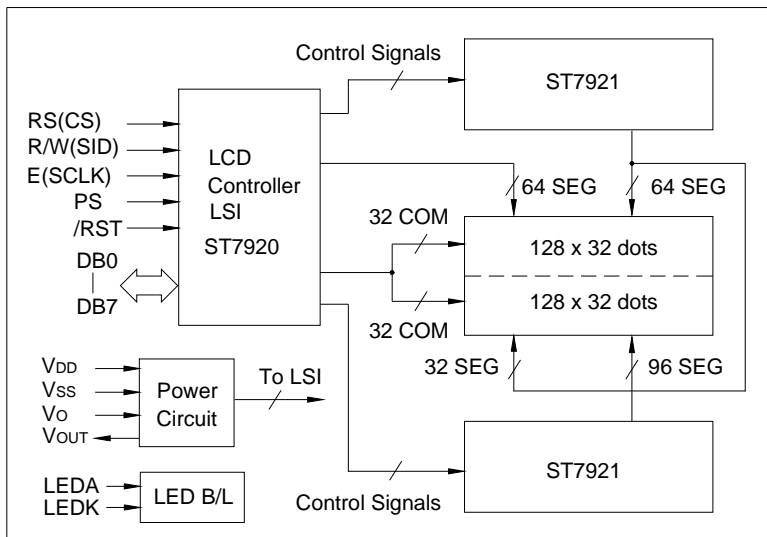 Control Signals
ST7921
RS(CS)
R/W(SID)
E(SCLK)
PS
/RST
DB0
DB7
LCD
Controller
LSI
ST7920
64 SEG
64 SEG
32 COM
128 x 32 dots
128 x 32 dots
32 COM
32 SEG
96 SEG
VDD
VSS
VO
VOUT
Power
Circuit
To LSI
ST7921
Control Signals
LEDA
LEDK
LED B/L